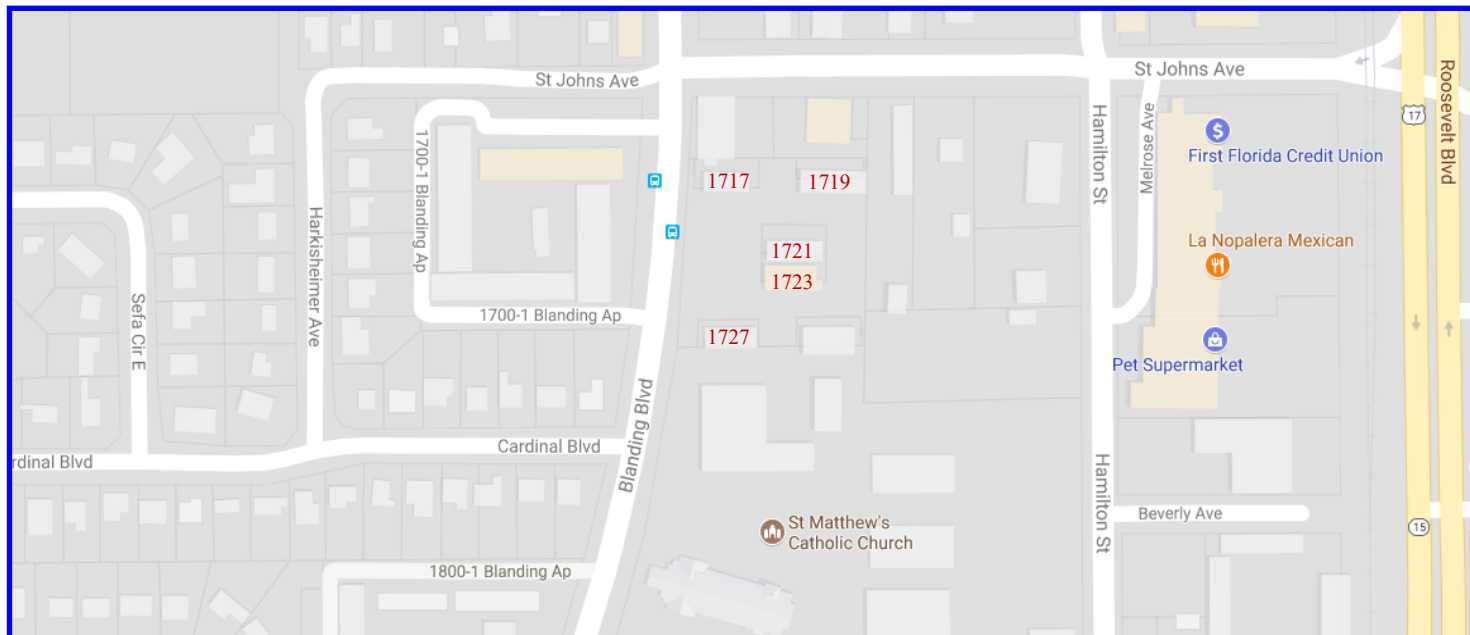 St Johns Ave
St Johns Ave
17
Roosevelt Blvd
Hamilton St
Melrose Ave
First Florida Credit Union
1700-1 Blanding Ap
1717
1719
Harkisheimer Ave
1721
La Nopalera Mexican
1723
Sefa Cir E
1700-1 Blanding Ap
1727
Pet Supermarket
Blanding Blvd
Cardinal Blvd
rdinal Blvd
Hamilton St
St Matthew's
Catholic Church
Beverly Ave
15
1800-1 Blanding Ap